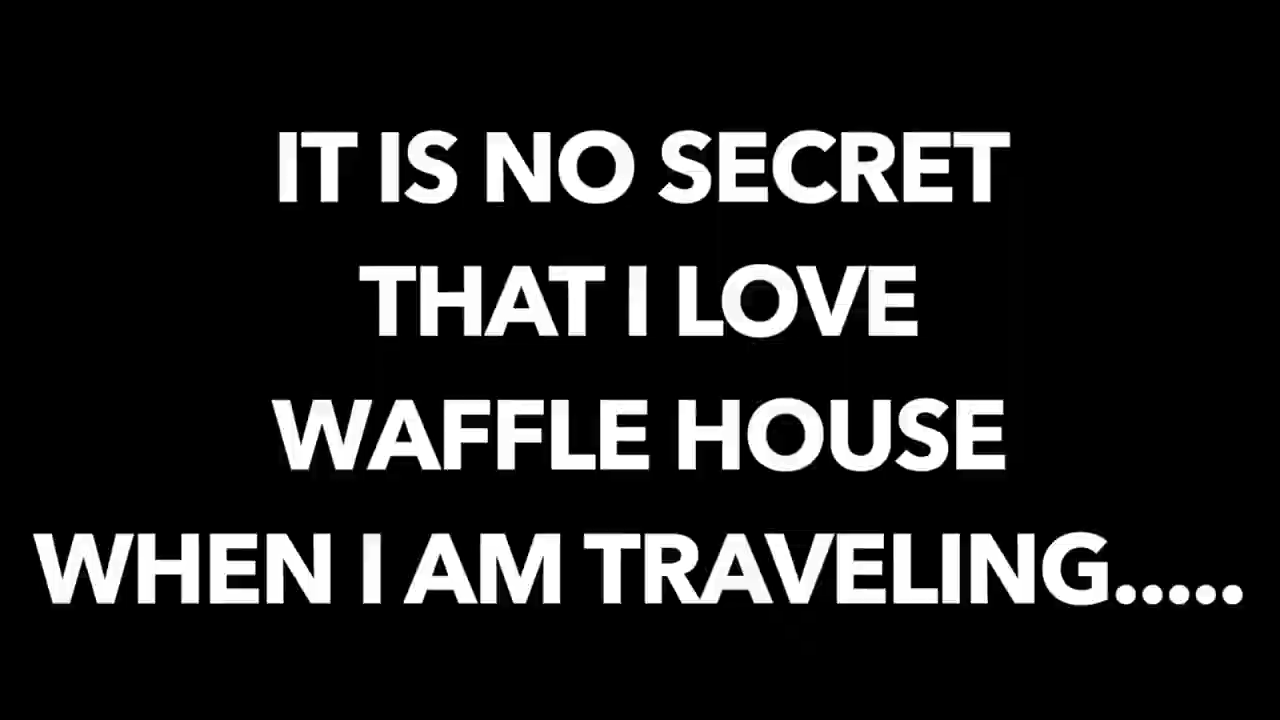 IT IS NO SECRET
THAT I LOVE
WAFFLE HOUSE
WHEN I AM TRAVELING.....